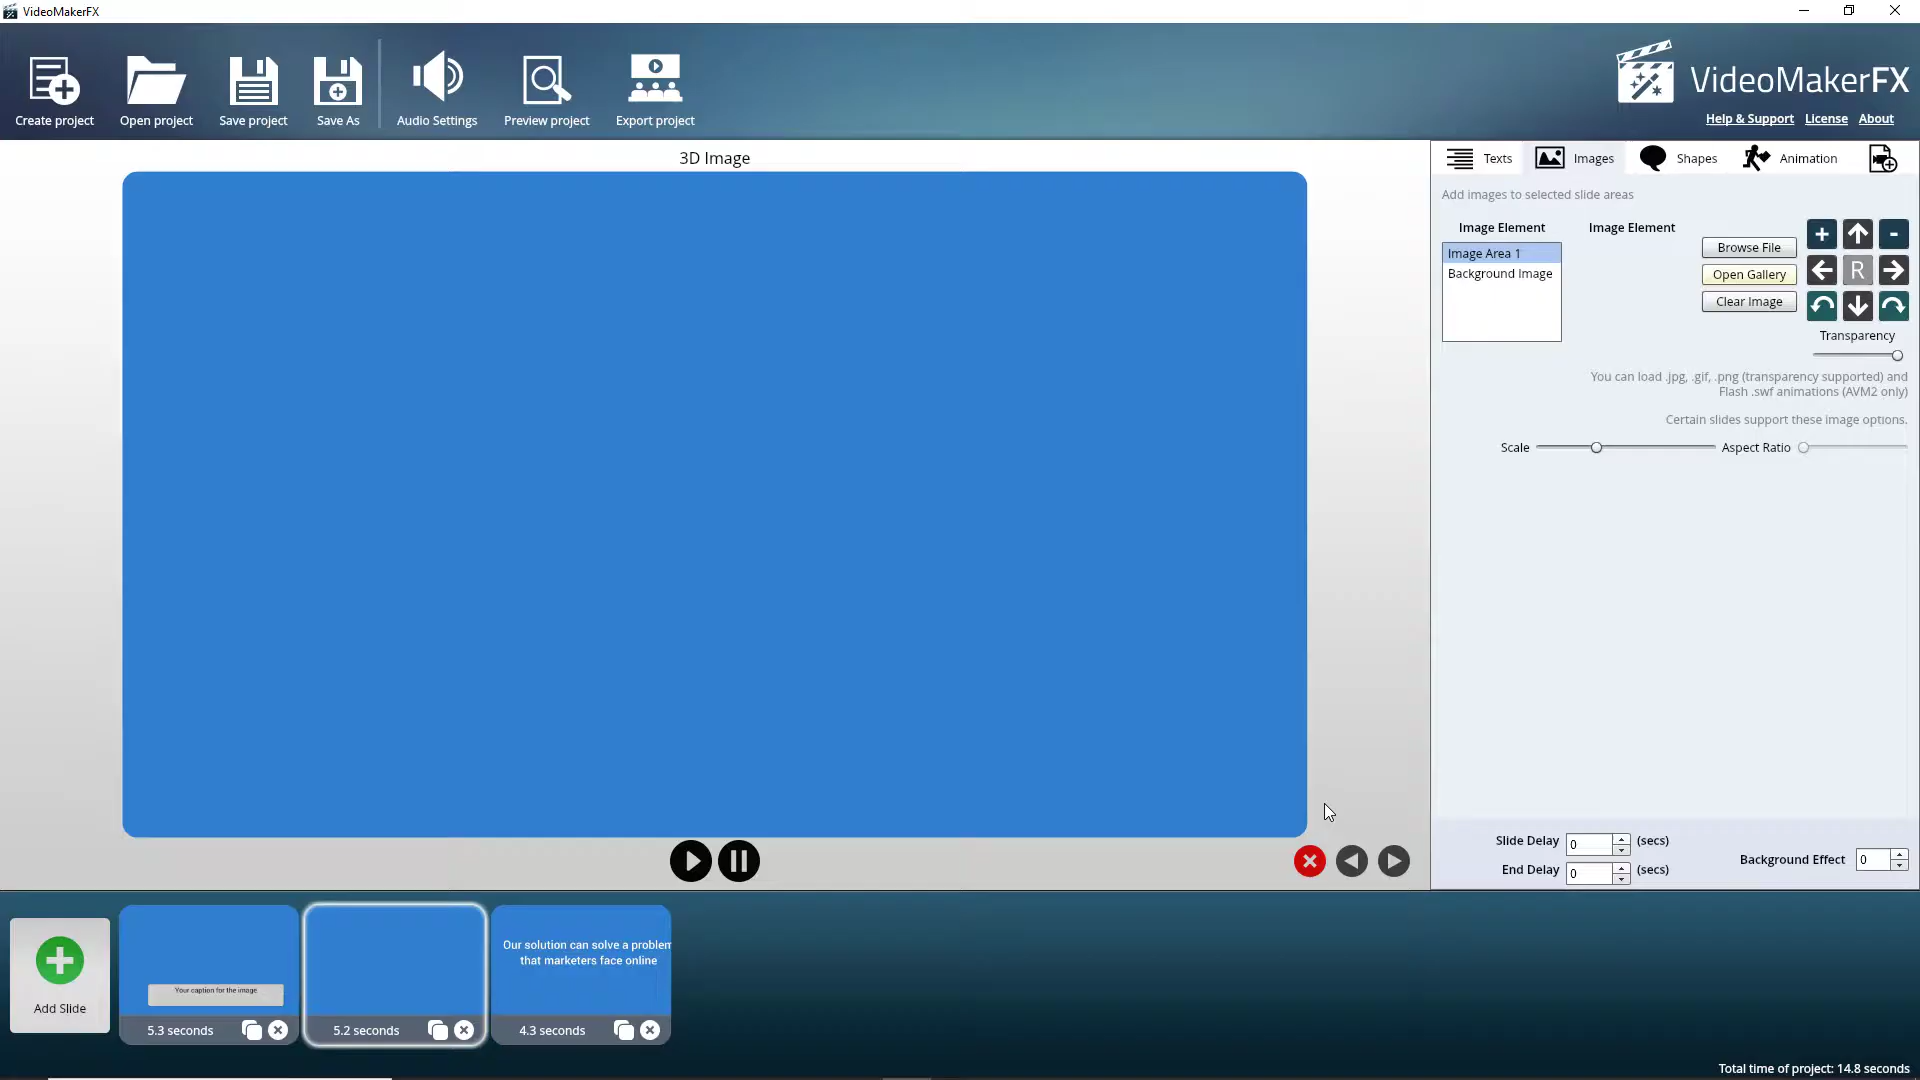 VideoMakerFX
Create project
Open project
Save project
Save As
Audio Settings
Preview project
Export project
VideoMakerFX
Help & Support License About
3D Image
Texts
Images
Shapes
Animation
Add images to selected slide areas
Image Element
Image Element
Image Area 1
Background Image
Browse File
Open Gallery
Clear Image
+
-
R
Transparency
You can load .jpg, .gif, .png (transparency supported) and
Flash .swf animations (AVM2 only)
Certain slides support these image options.
Scale
Aspect Ratio
Slide Delay 0 (secs)
End Delay 0 (secs)
Background Effect 0
Add Slide
Your caption for the image
5.3 seconds
5.2 seconds
Our solution can solve a problem
that marketers face online
4.3 seconds
Total time of project: 14.8 seconds